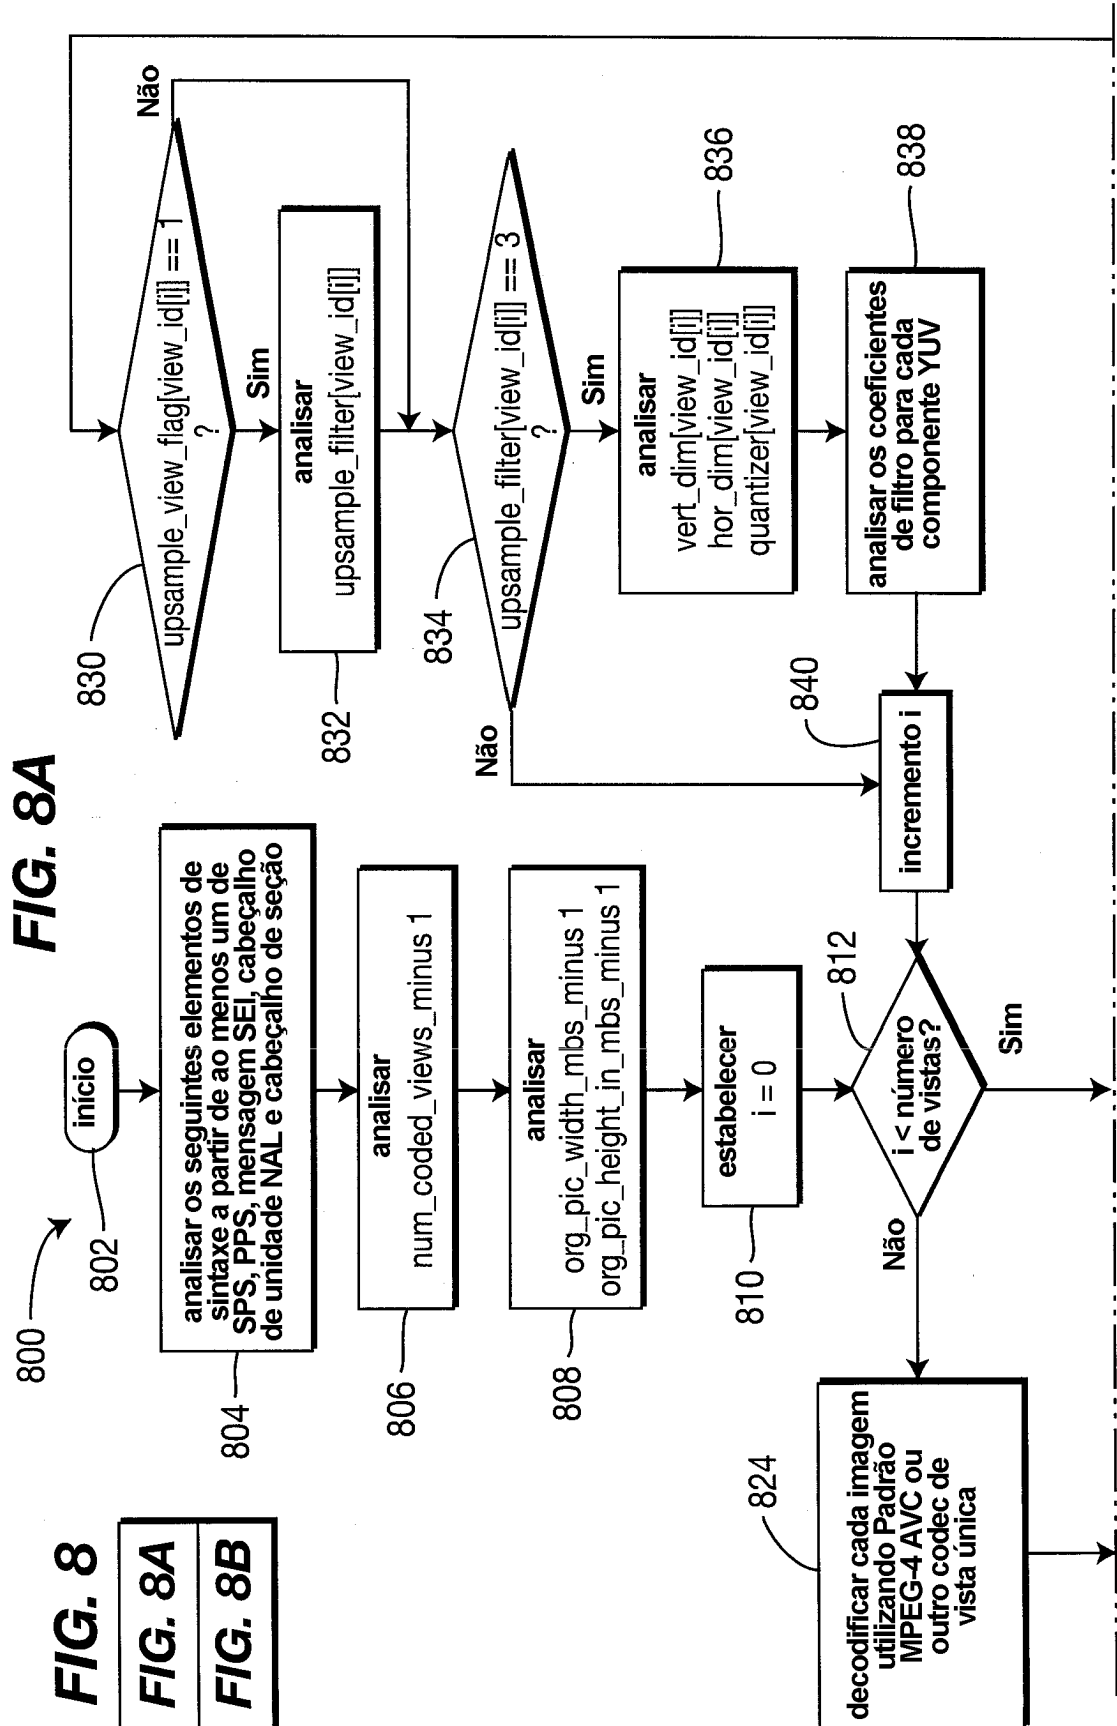 FIG. 8
FIG. 8A
FIG. 8B
FIG. 8A
800
início
802
analisar os seguintes elementos de
sintaxe a partir de ao menos um de
SPS, PPS, mensagem SEI, cabeçalho
de unidade NAL e cabeçalho de seção
804
analisar
num_coded_views_minus 1
806
analisar
org_pic_width_mbs_minus 1
org_pic_height_in_mbs_minus 1
808
estabelecer
i = 0
810
i < número
de vistas?
812
Não
Sim
decodificar cada imagem
utilizando Padrão
MPEG-4 AVC ou
outro codec de
vista única
824
upsample_view_flag[view_id[i]] == 1
?
830
Não
Sim
analisar
upsample_filter[view_id[i]]
832
upsample_filter[view_id[i]] == 3
?
834
Não
Sim
analisar
vert_dim[view_id[i]]
hor_dim[view_id[i]]
quantizer[view_id[i]]
836
analisar os coeficientes
de filtro para cada
componente YUV
838
incremento i
840